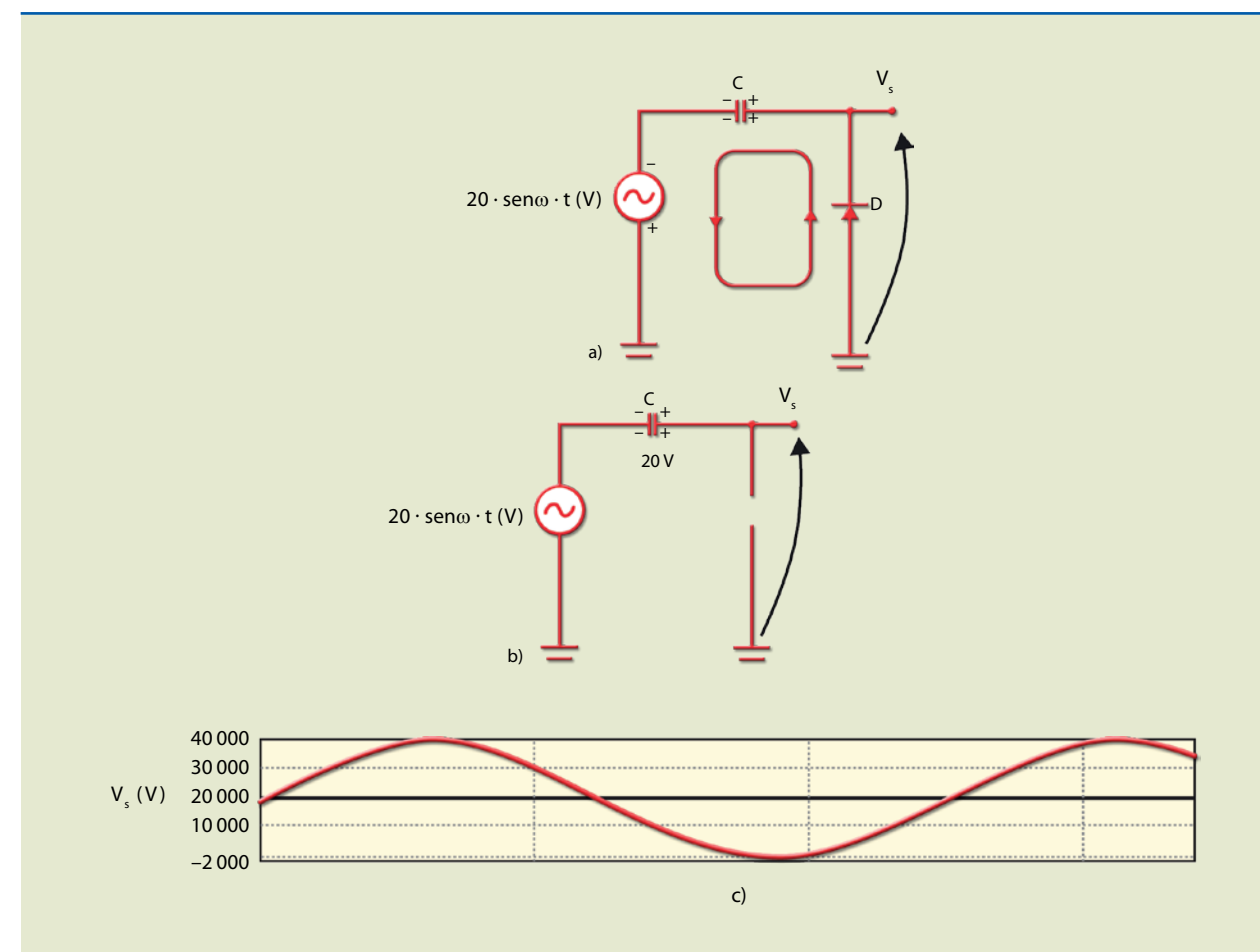 C
V s
– +
– +
–
20 · senω · t (V)
D
+
a)
C
V s
– +
– +
20 V
20 · senω · t (V)
b)
40 000
30 000
V s (V) 20 000
10 000
–2 000
c)